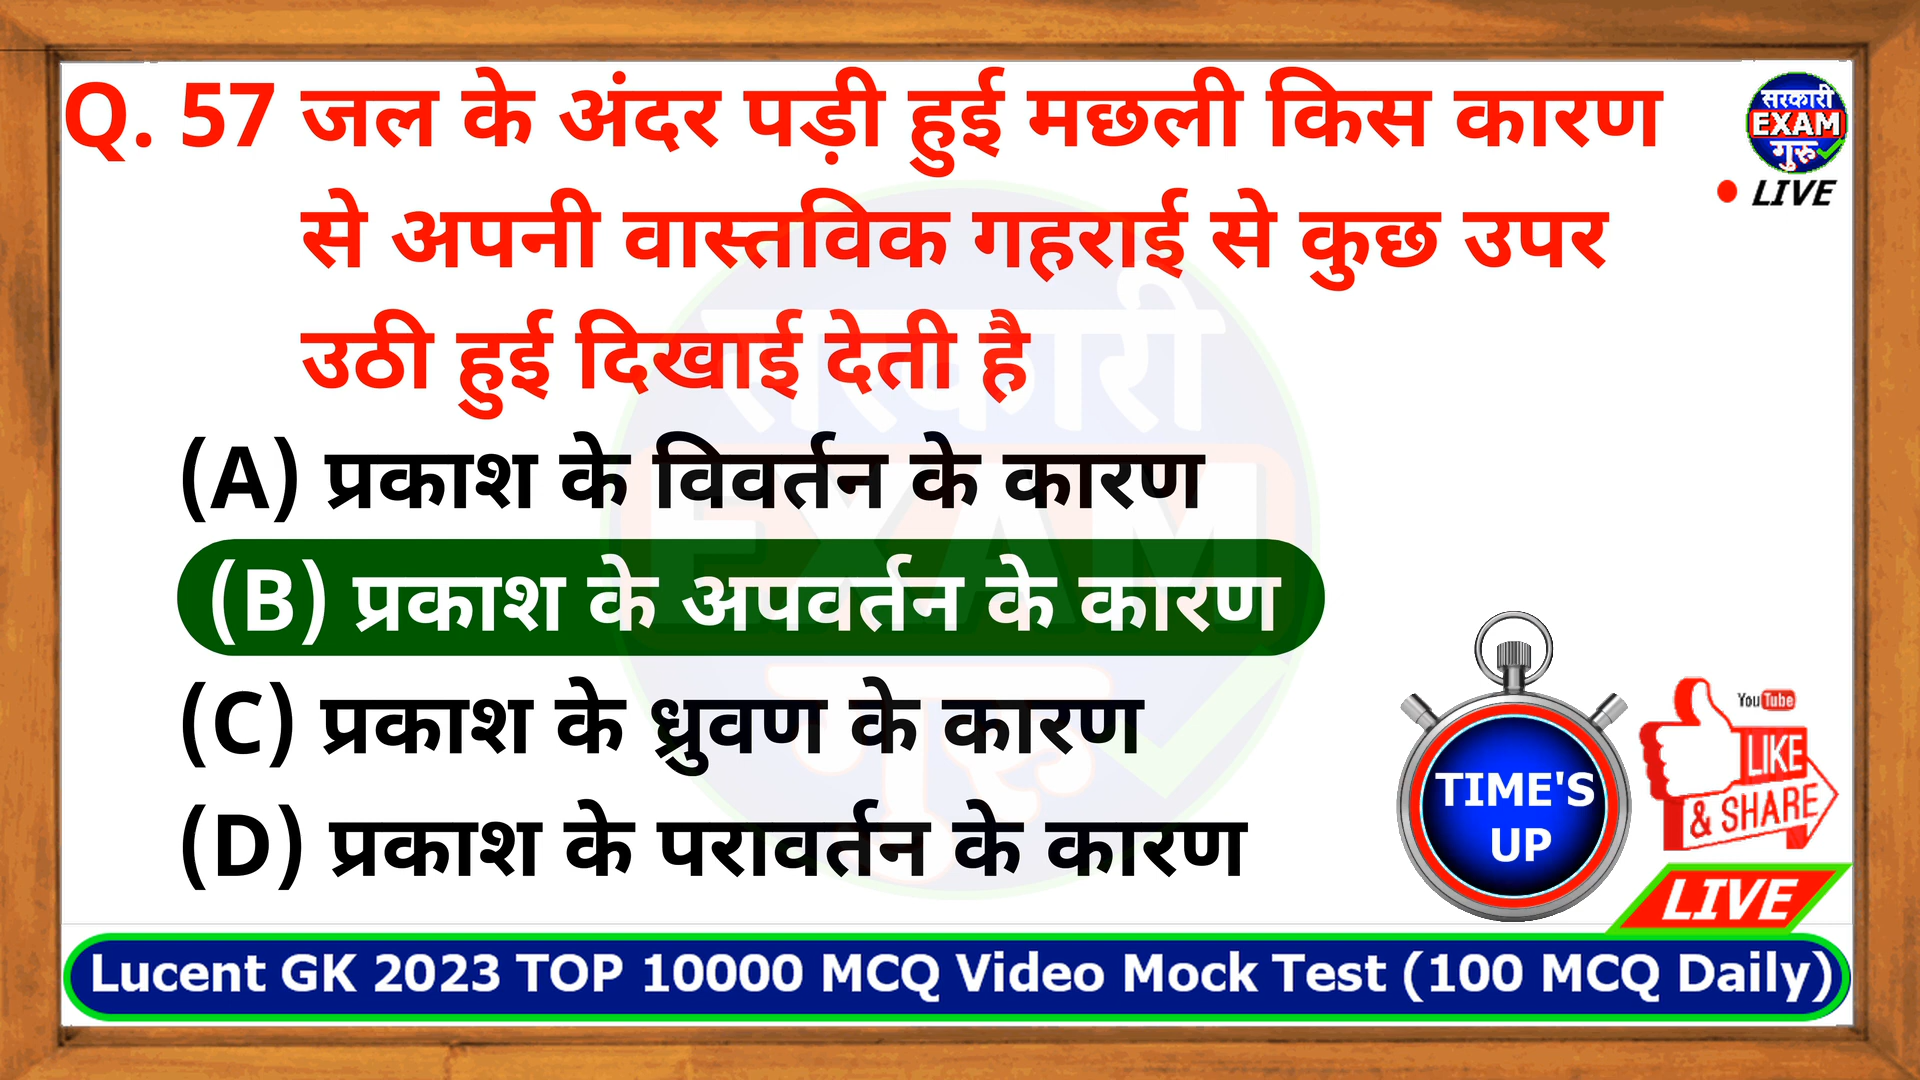 Q. 57 जल के अंदर पड़ी हुई मछली किस कारण
से अपनी वास्तविक गहराई से कुछ उपर
उठी हुई दिखाई देती है
(A) प्रकाश के विवर्तन के कारण
(B) प्रकाश के अपवर्तन के कारण
(C) प्रकाश के ध्रुवण के कारण
(D) प्रकाश के परावर्तन के कारण
सरकारी
EXAM
गुरु
LIVE
सरकारी
EXAM
गुरु
TIME'S
UP
YouTube
LIKE
& SHARE
LIVE
Lucent GK 2023 TOP 10000 MCQ Video Mock Test (100 MCQ Daily)